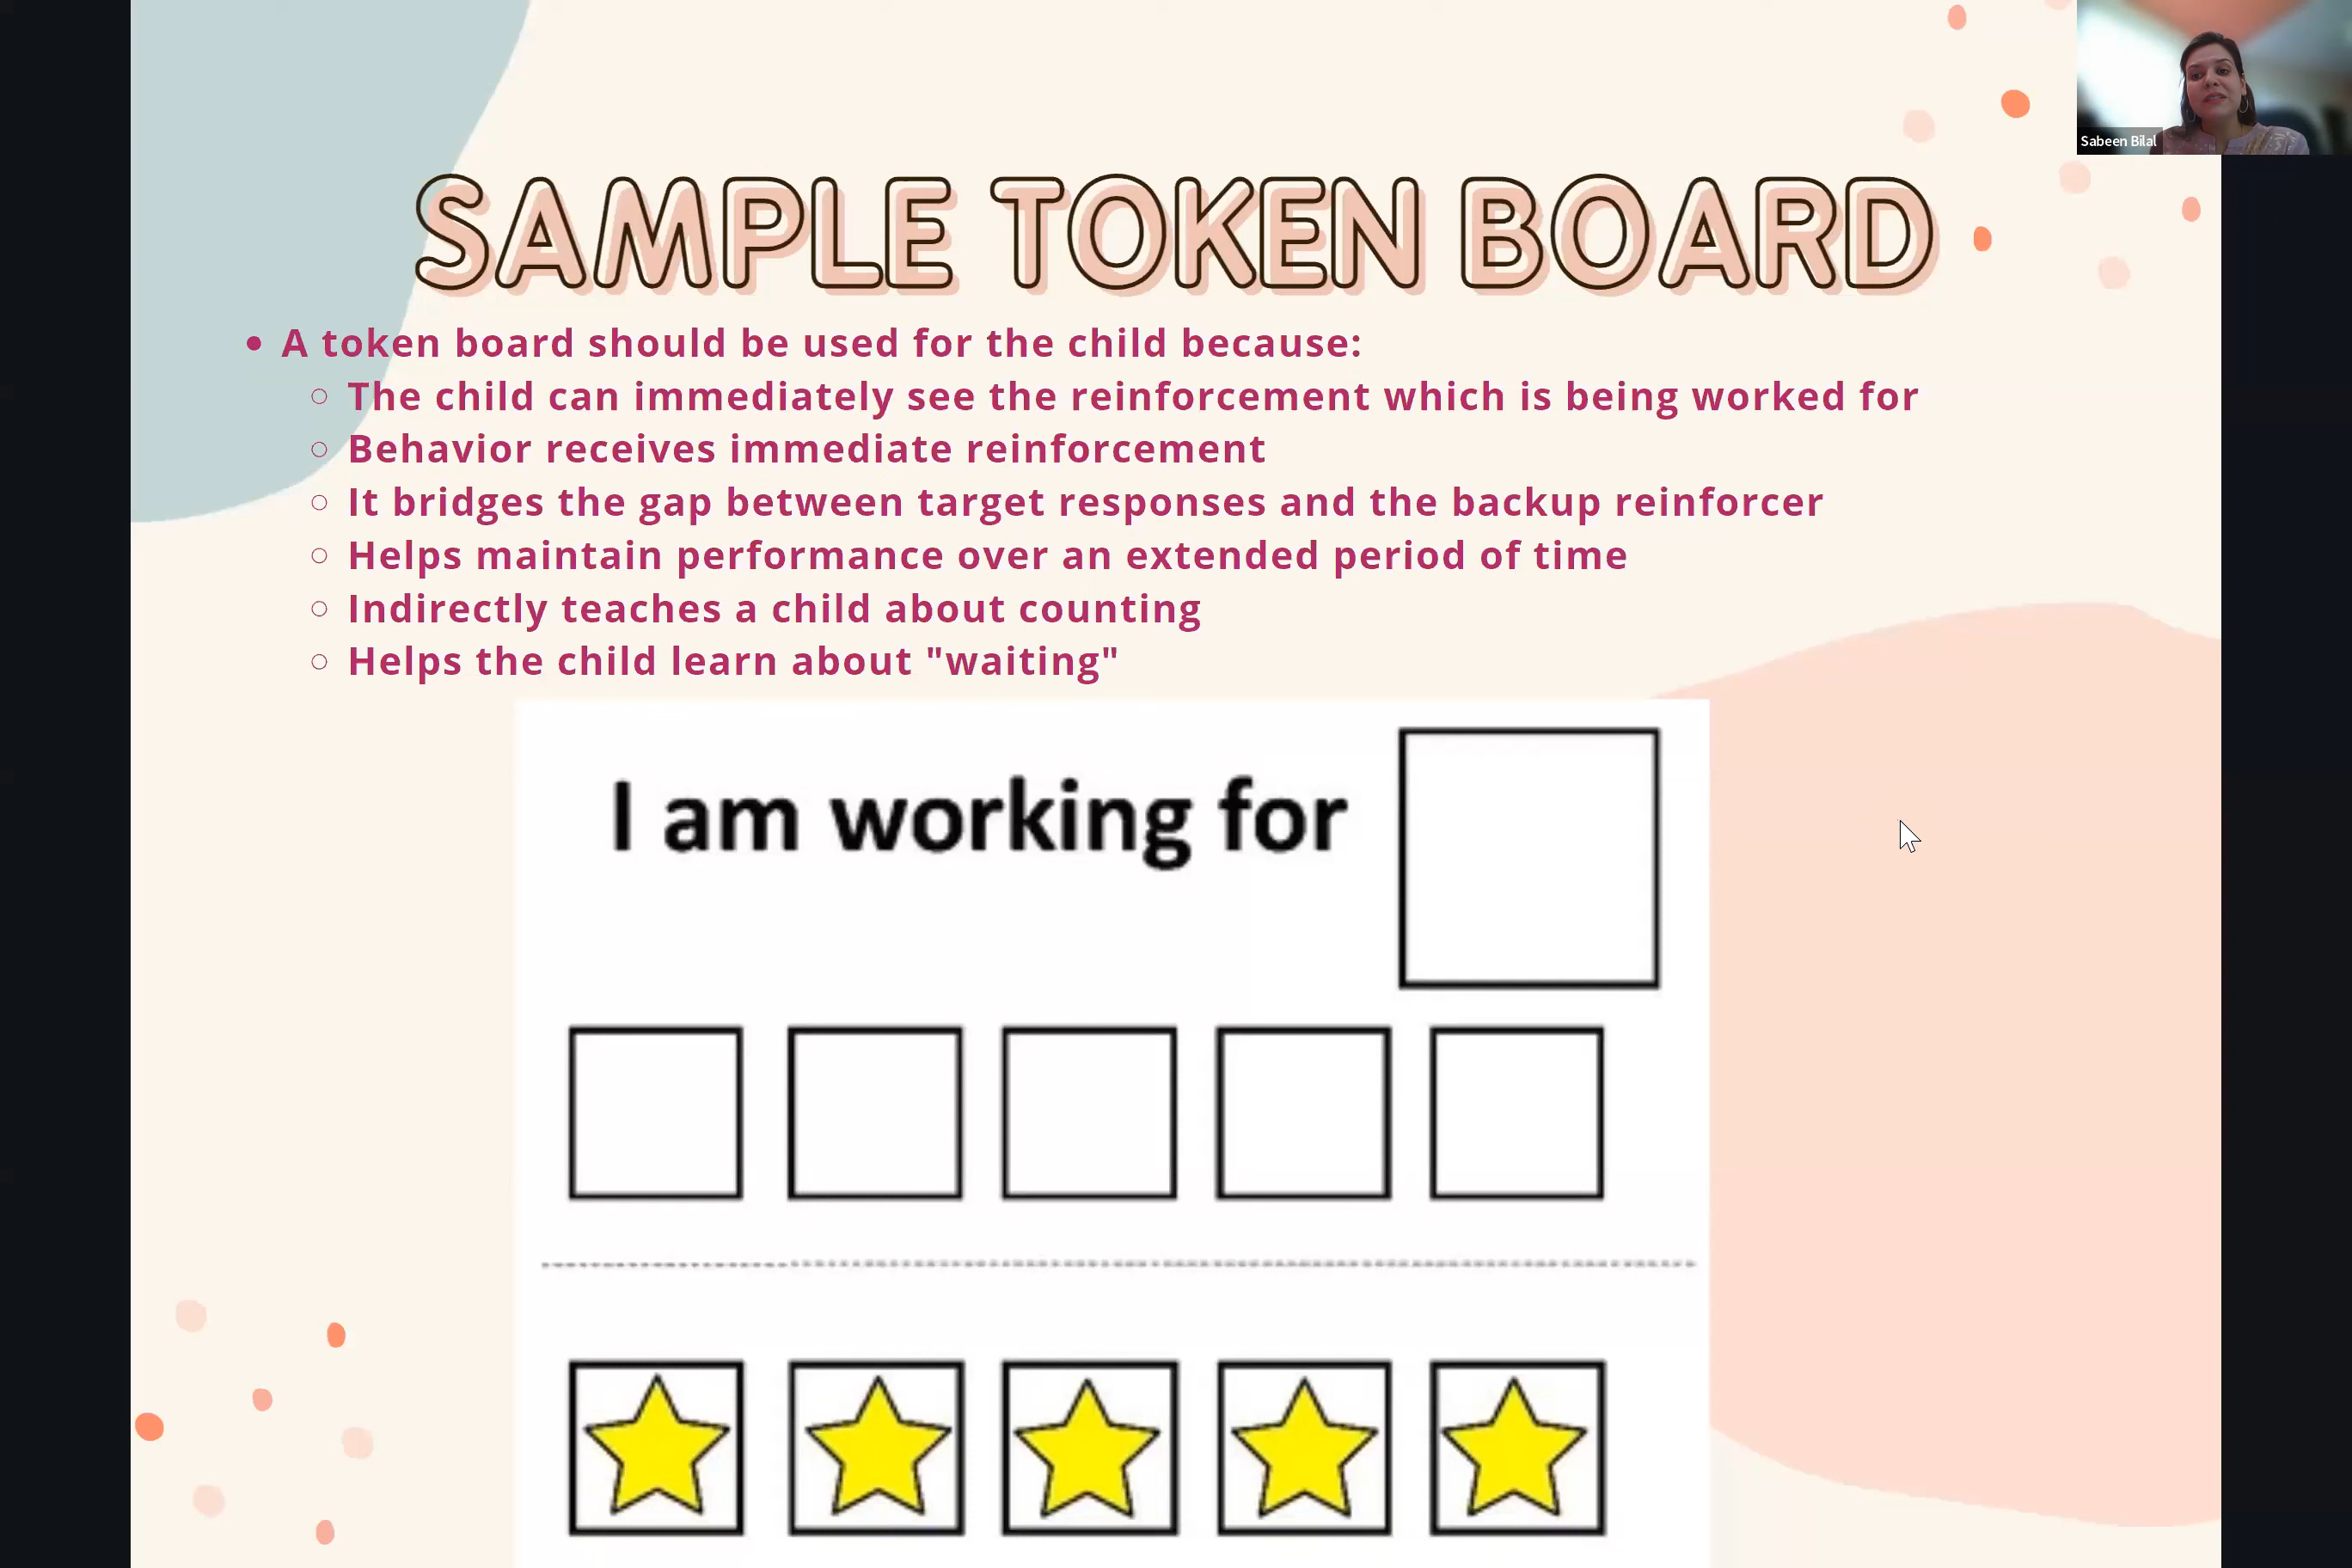 Sabeen Bilal
SAMPLE TOKEN BOARD
• A token board should be used for the child because:
○ The child can immediately see the reinforcement which is being worked for
○ Behavior receives immediate reinforcement
○ It bridges the gap between target responses and the backup reinforcer
○ Helps maintain performance over an extended period of time
○ Indirectly teaches a child about counting
○ Helps the child learn about "waiting"
I am working for